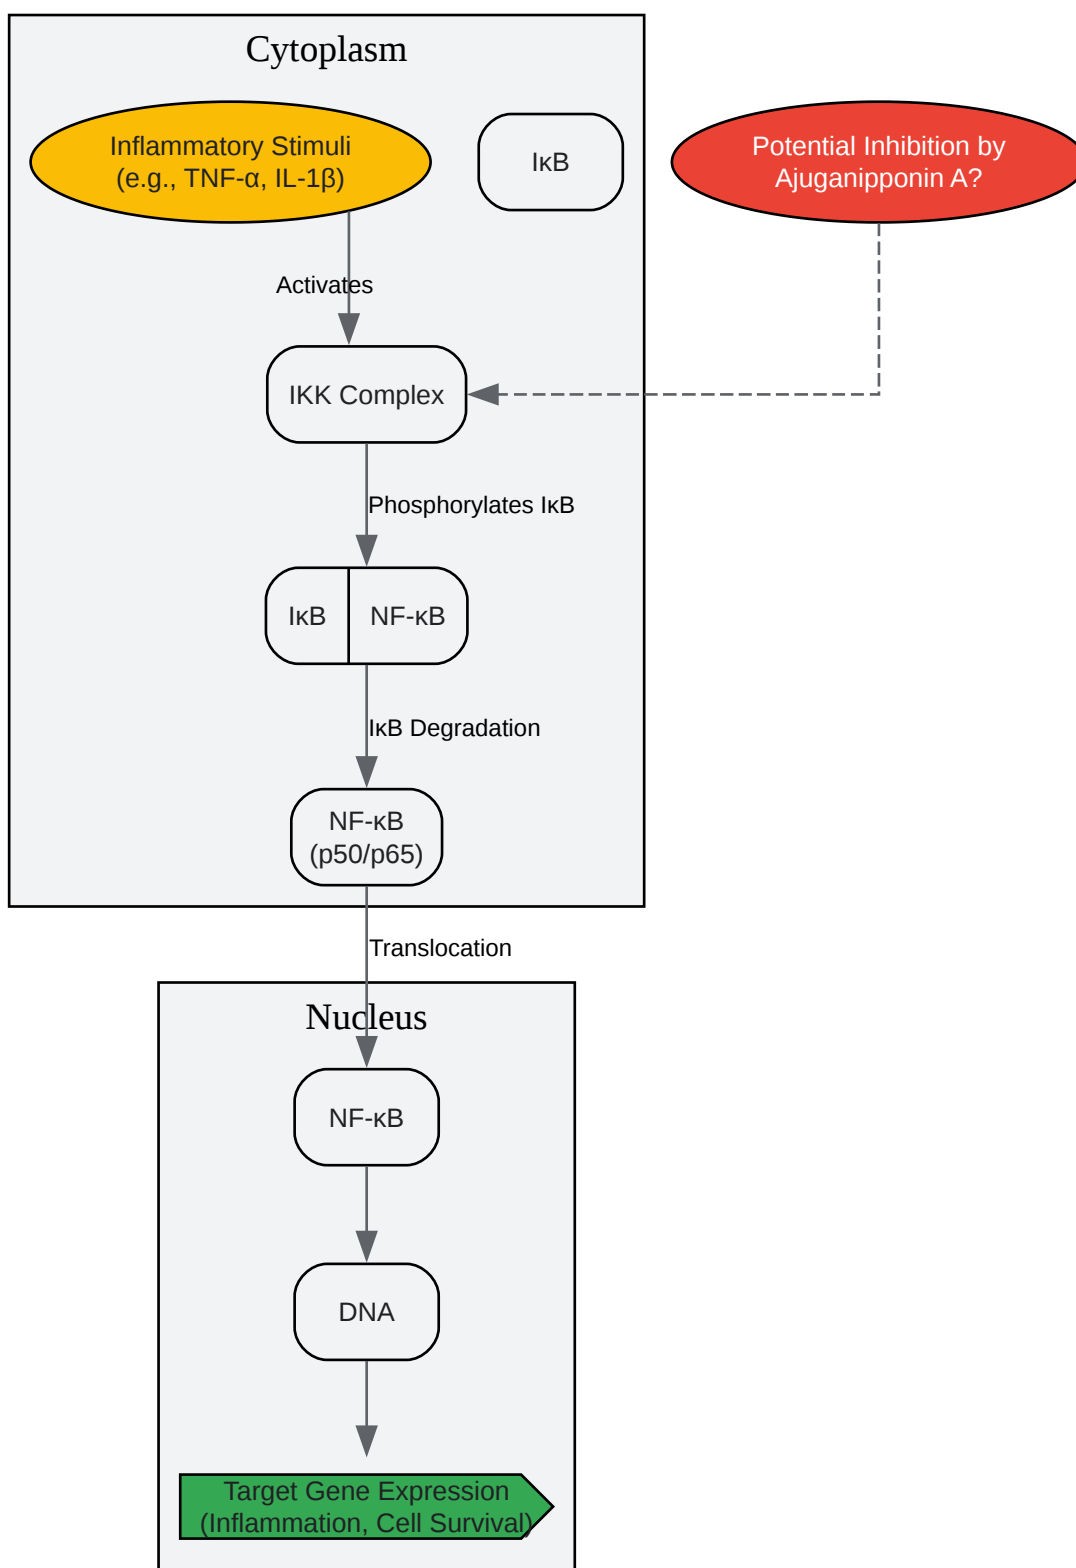 Cytoplasm
Inflammatory Stimuli
(e.g., TNF-α, IL-1β)
IκB
Potential Inhibition by
Ajuganipponin A?
Activates
IKK Complex
Phosphorylates IκB
IκB
NF-κB
IκB Degradation
NF-κB
(p50/p65)
Translocation
Nucleus
NF-κB
DNA
Target Gene Expression
(Inflammation, Cell Survival)